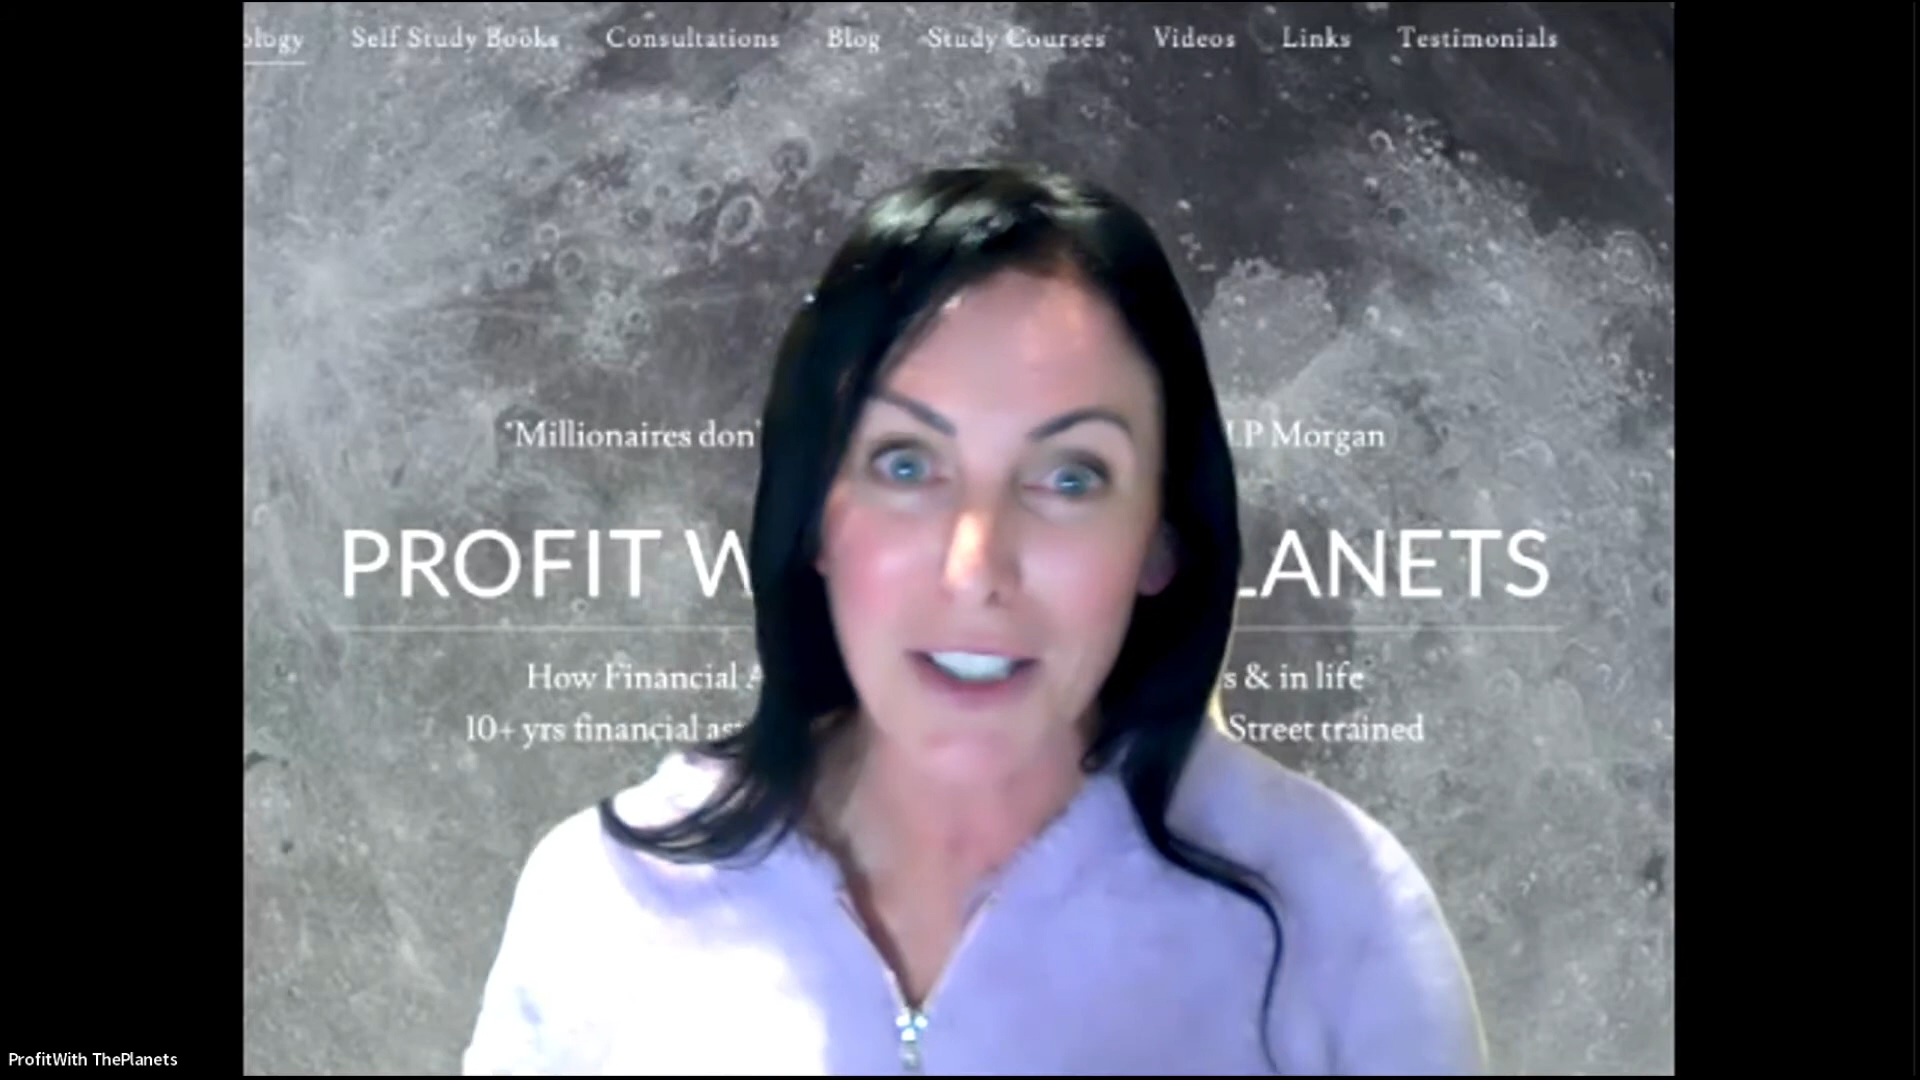 ology Self Study Books Consultations Blog Study Courses Videos Links Testimonials
"Millionaires don' J.P Morgan
PROFIT W LANETS
How Financial A s & in life
10+ yrs financial ast Street trained
ProfitWith ThePlanets